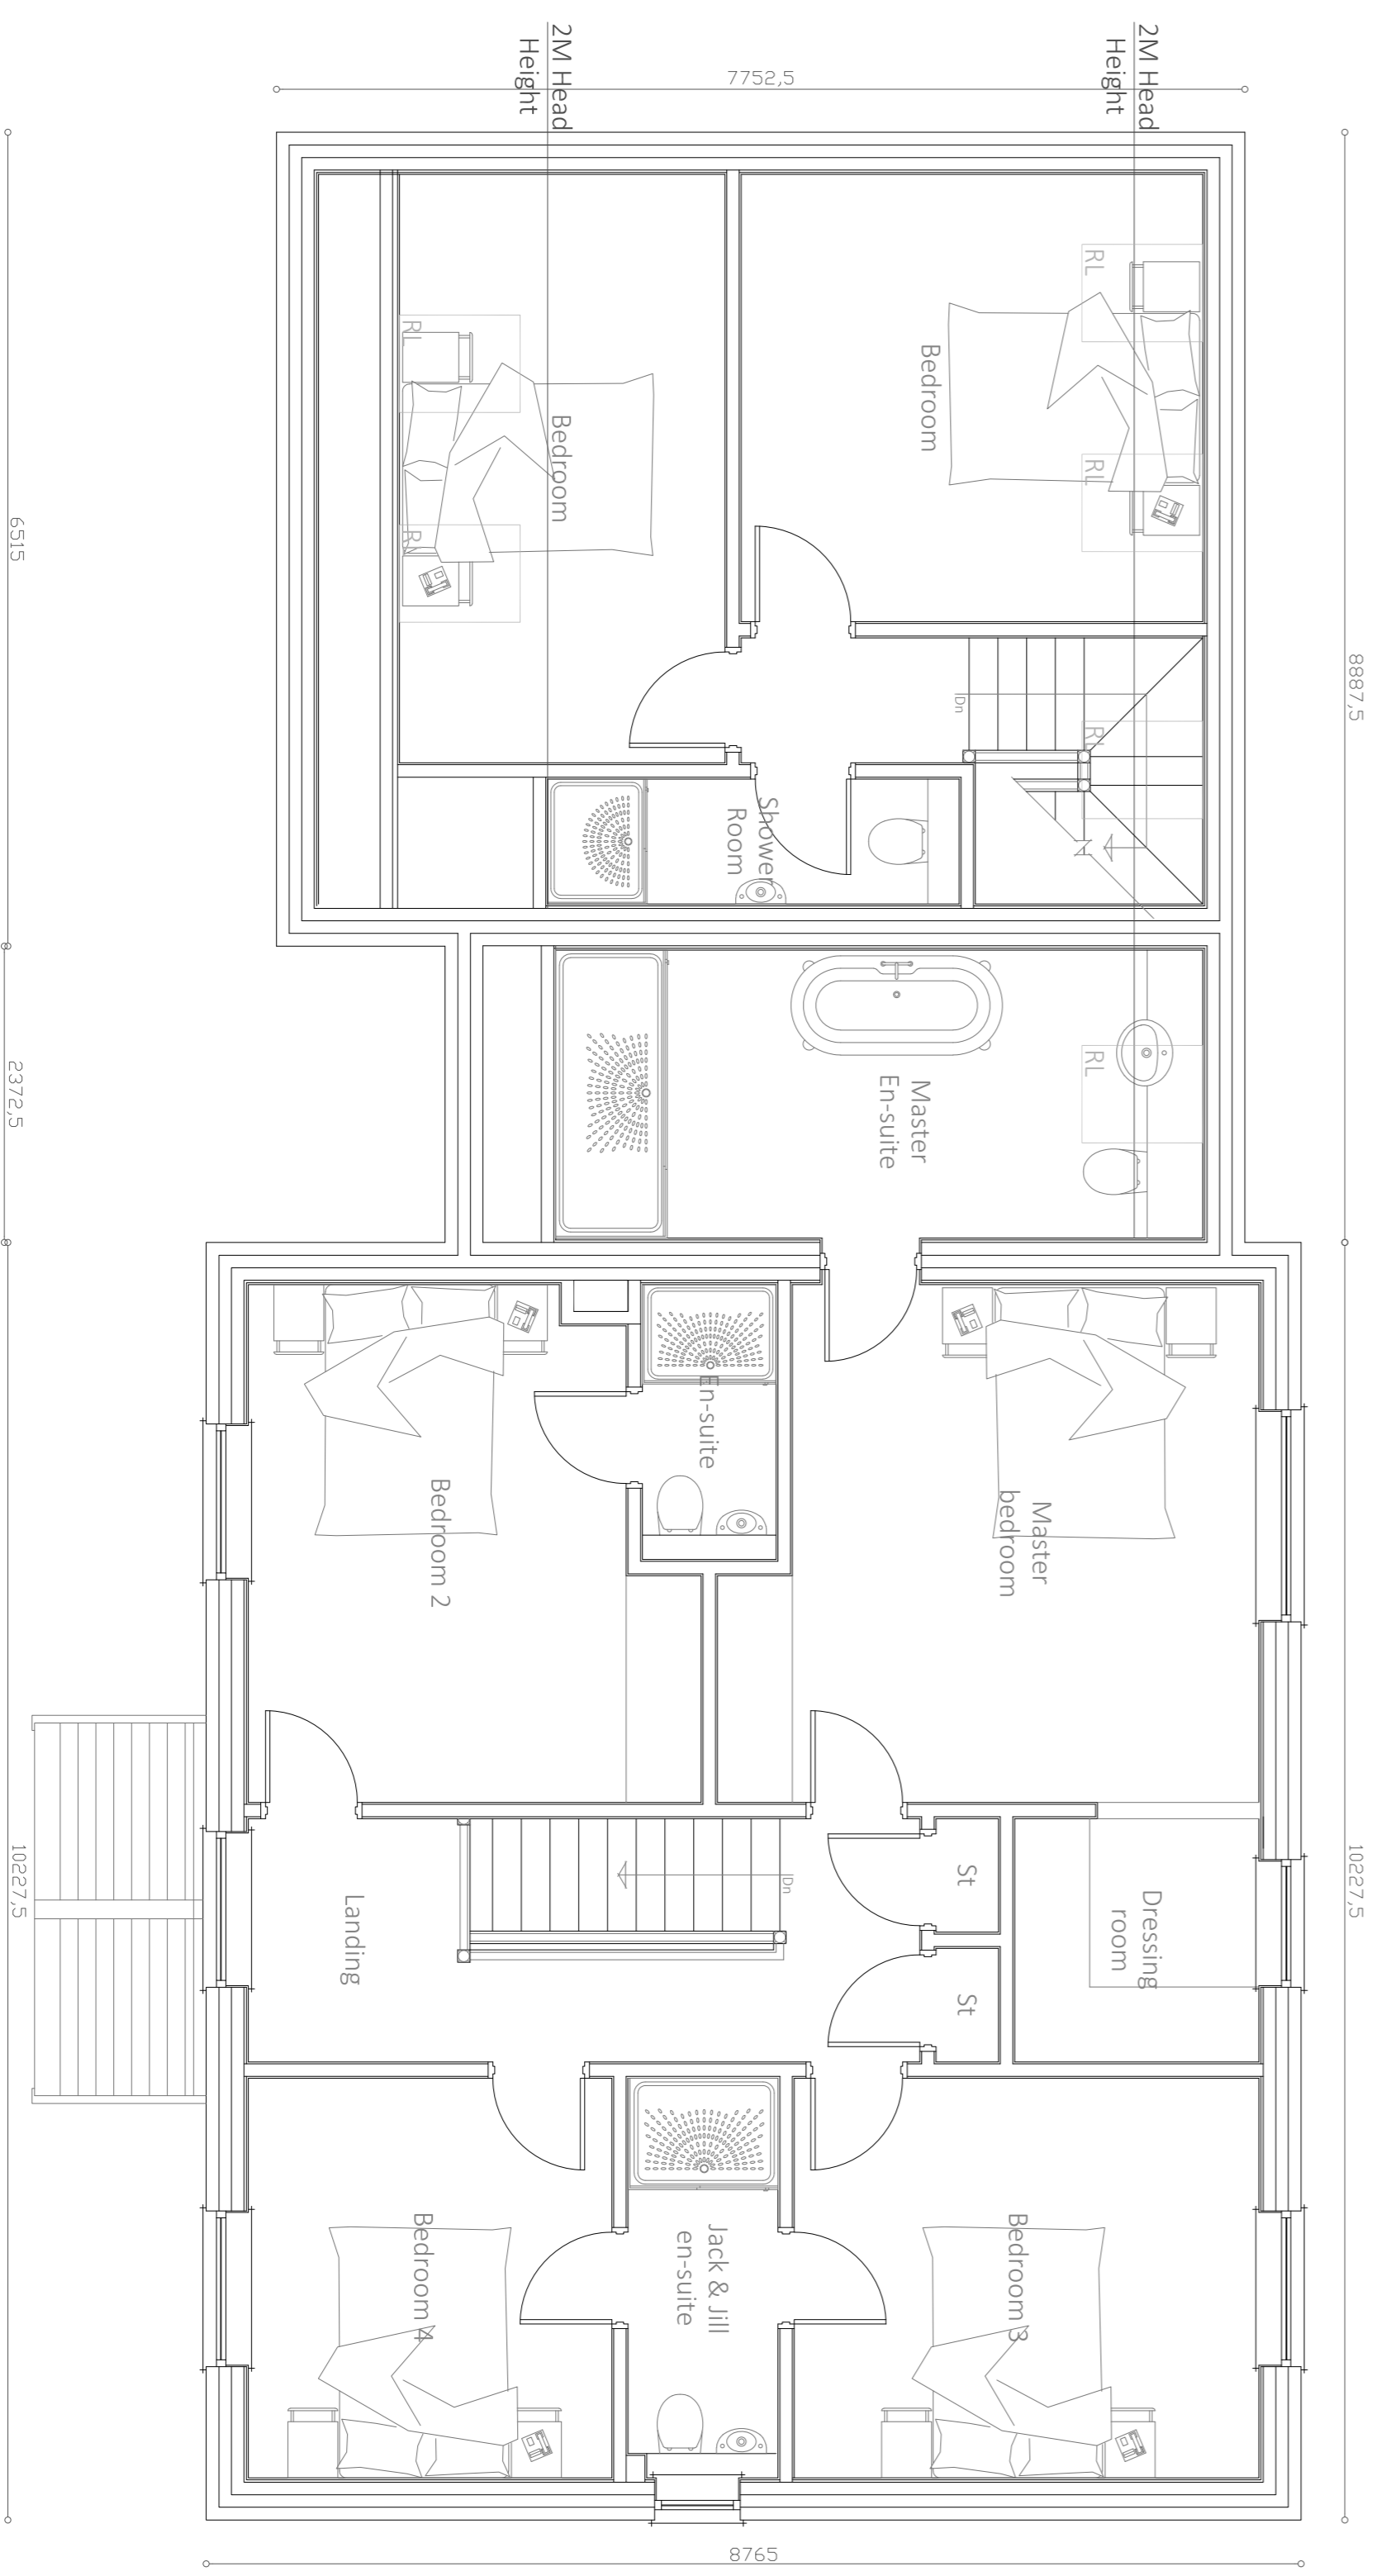 2M Head
Height
2M Head
Height
7752,5
8887,5
10227,5
6515
2372,5
10227,5
8765
RL
RL
Bedroom
RL
RL
Bedroom
RL
Dn
Shower
Room
RL
Master
En-suite
Master
bedroom
En-suite
Bedroom 2
Dressing
room
St
St
Dn
Landing
Bedroom 3
Jack & Jill
en-suite
Bedroom 4